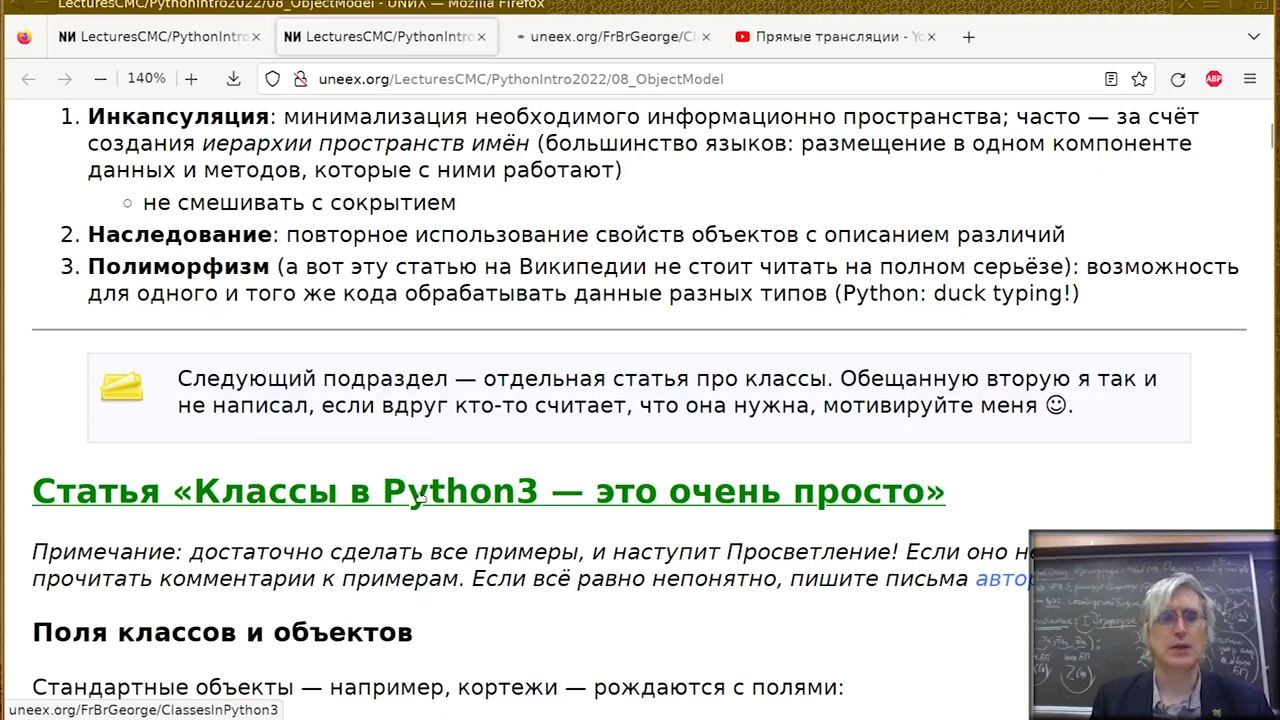 LecturesCMC/PythonIntro2022/08_ObjectModel - UNИX — Mozilla Firefox
NИ LecturesCMC/PythonIntro
NИ LecturesCMC/PythonIntro
uneex.org/FrBrGeorge/Cl
Прямые трансляции - Yo
140%
uneex.org/LecturesCMC/PythonIntro2022/08_ObjectModel
ABP
1. Инкапсуляция: минимализация необходимого информационно пространства; часто — за счёт
создания иерархии пространств имён (большинство языков: размещение в одном компоненте
данных и методов, которые с ними работают)
не смешивать с сокрытием
2. Наследование: повторное использование свойств объектов с описанием различий
3. Полиморфизм (а вот эту статью на Википедии не стоит читать на полном серьёзе): возможность
для одного и того же кода обрабатывать данные разных типов (Python: duck typing!)
Следующий подраздел — отдельная статья про классы. Обещанную вторую я так и
не написал, если вдруг кто-то считает, что она нужна, мотивируйте меня ☺.
Статья «Классы в Python3 — это очень просто»
Примечание: достаточно сделать все примеры, и наступит Просветление! Если оно не
прочитать комментарии к примерам. Если всё равно непонятно, пишите письма автор
Поля классов и объектов
Стандартные объекты — например, кортежи — рождаются с полями:
uneex.org/FrBrGeorge/ClassesInPython3